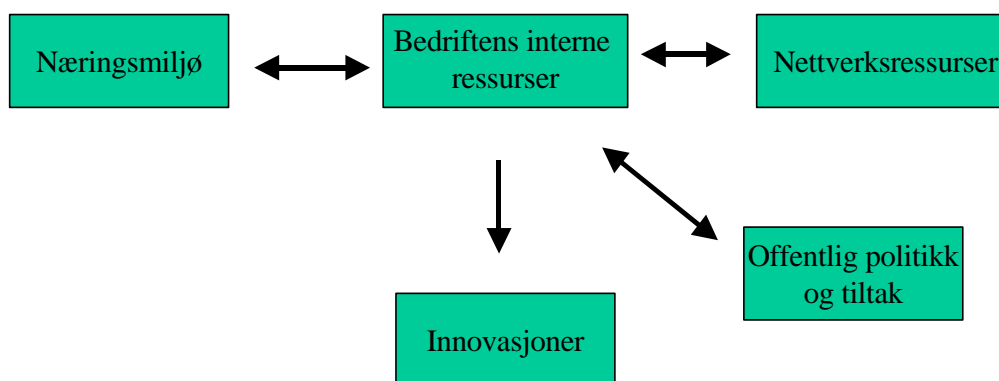 Næringsmiljø
Bedriftens interne
ressurser
Nettverksressurser
Offentlig politikk
og tiltak
Innovasjoner